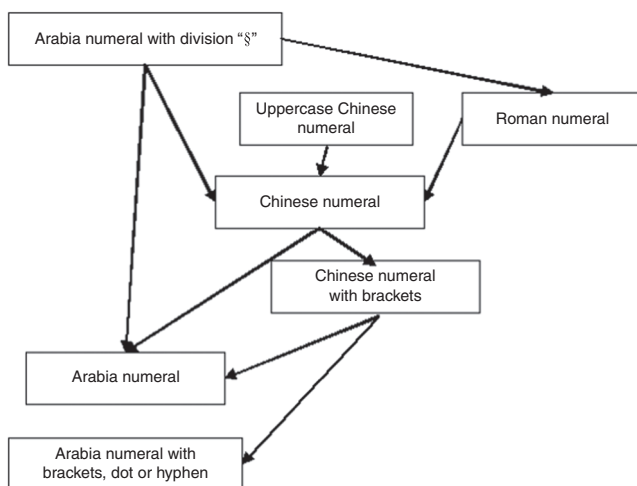 Arabia numeral with division “§”
Uppercase Chinese
numeral
Roman numeral
Chinese numeral
Chinese numeral
with brackets
Arabia numeral
Arabia numeral with
brackets, dot or hyphen